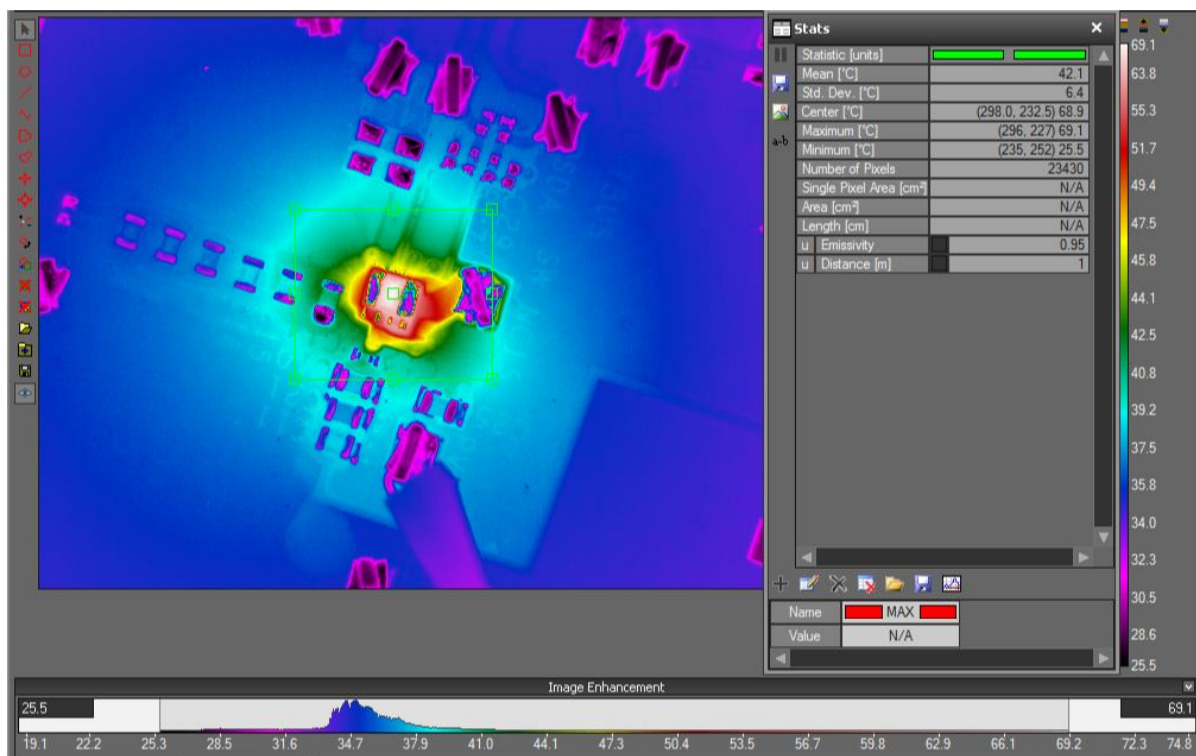 Stats
Statistic [units]
Mean [°C] 42.1
Std. Dev. [°C] 6.4
Center [°C] (298.0, 232.5) 68.9
Maximum [°C] (296, 227) 69.1
Minimum [°C] (235, 252) 25.5
Number of Pixels 23430
Single Pixel Area [cm²] N/A
Area [cm²] N/A
Length [cm] N/A
u Emissivity 0.95
u Distance [m] 1
a-b
Name MAX
Value N/A
69.1
63.8
55.3
51.7
49.4
47.5
45.8
44.1
42.5
40.8
39.2
37.5
35.8
34.0
32.3
30.5
28.6
25.5
Image Enhancement
25.5 69.1
19.1 22.2 25.3 28.5 31.6 34.7 37.9 41.0 44.1 47.3 50.4 53.5 56.7 59.8 62.9 66.1 69.2 72.3 74.8